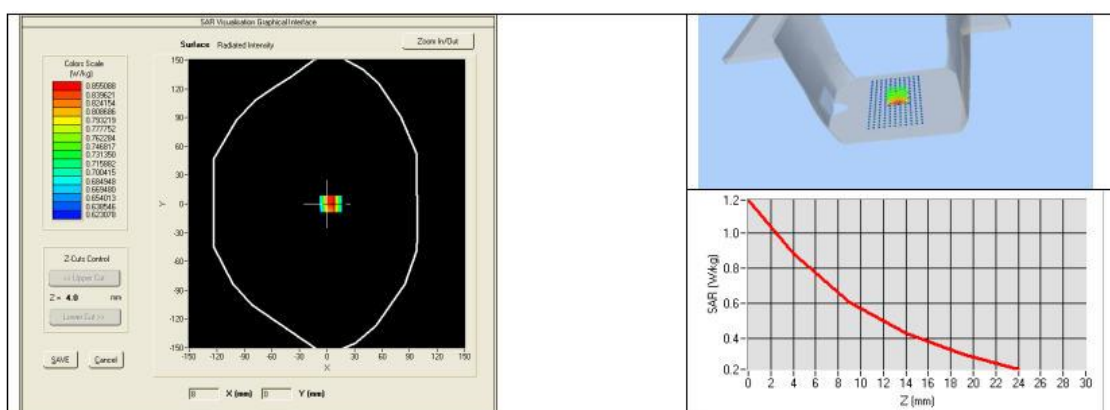 SAR Visualisation Graphical Interface
Surface Radiated Intensity
Zoom In/Out
Colors Scale
(W/kg)
0.855088
0.839621
0.824154
0.808686
0.793219
0.777752
0.762284
0.746817
0.731350
0.715882
0.700415
0.684948
0.669480
0.654013
0.638546
0.623078
Z-Cuts Control
<< Upper Cut
Z = 4.0 mm
Lower Cut >>
SAVE Cancel
150-
120-
90-
60-
30-
0-
-30-
-60-
-90-
-120-
-150-
Y
-150 -120 -90 -60 -30 0 30 60 90 120 150
X
0 X (mm) 0 Y (mm)
1.2
1.0
0.8
0.6
0.4
0.2
SAR (W/kg)
0 2 4 6 8 10 12 14 16 18 20 22 24 26 28 30
Z (mm)